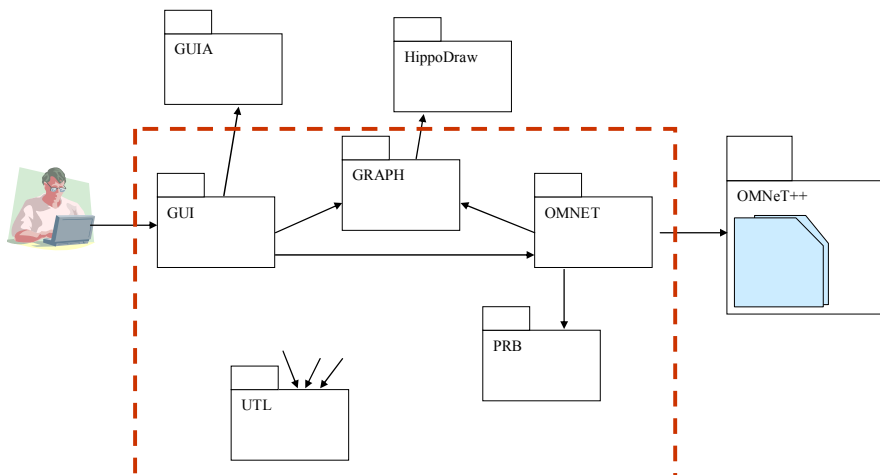 GUIA
HippoDraw
GRAPH
OMNeT++
GUI
OMNET
PRB
UTL